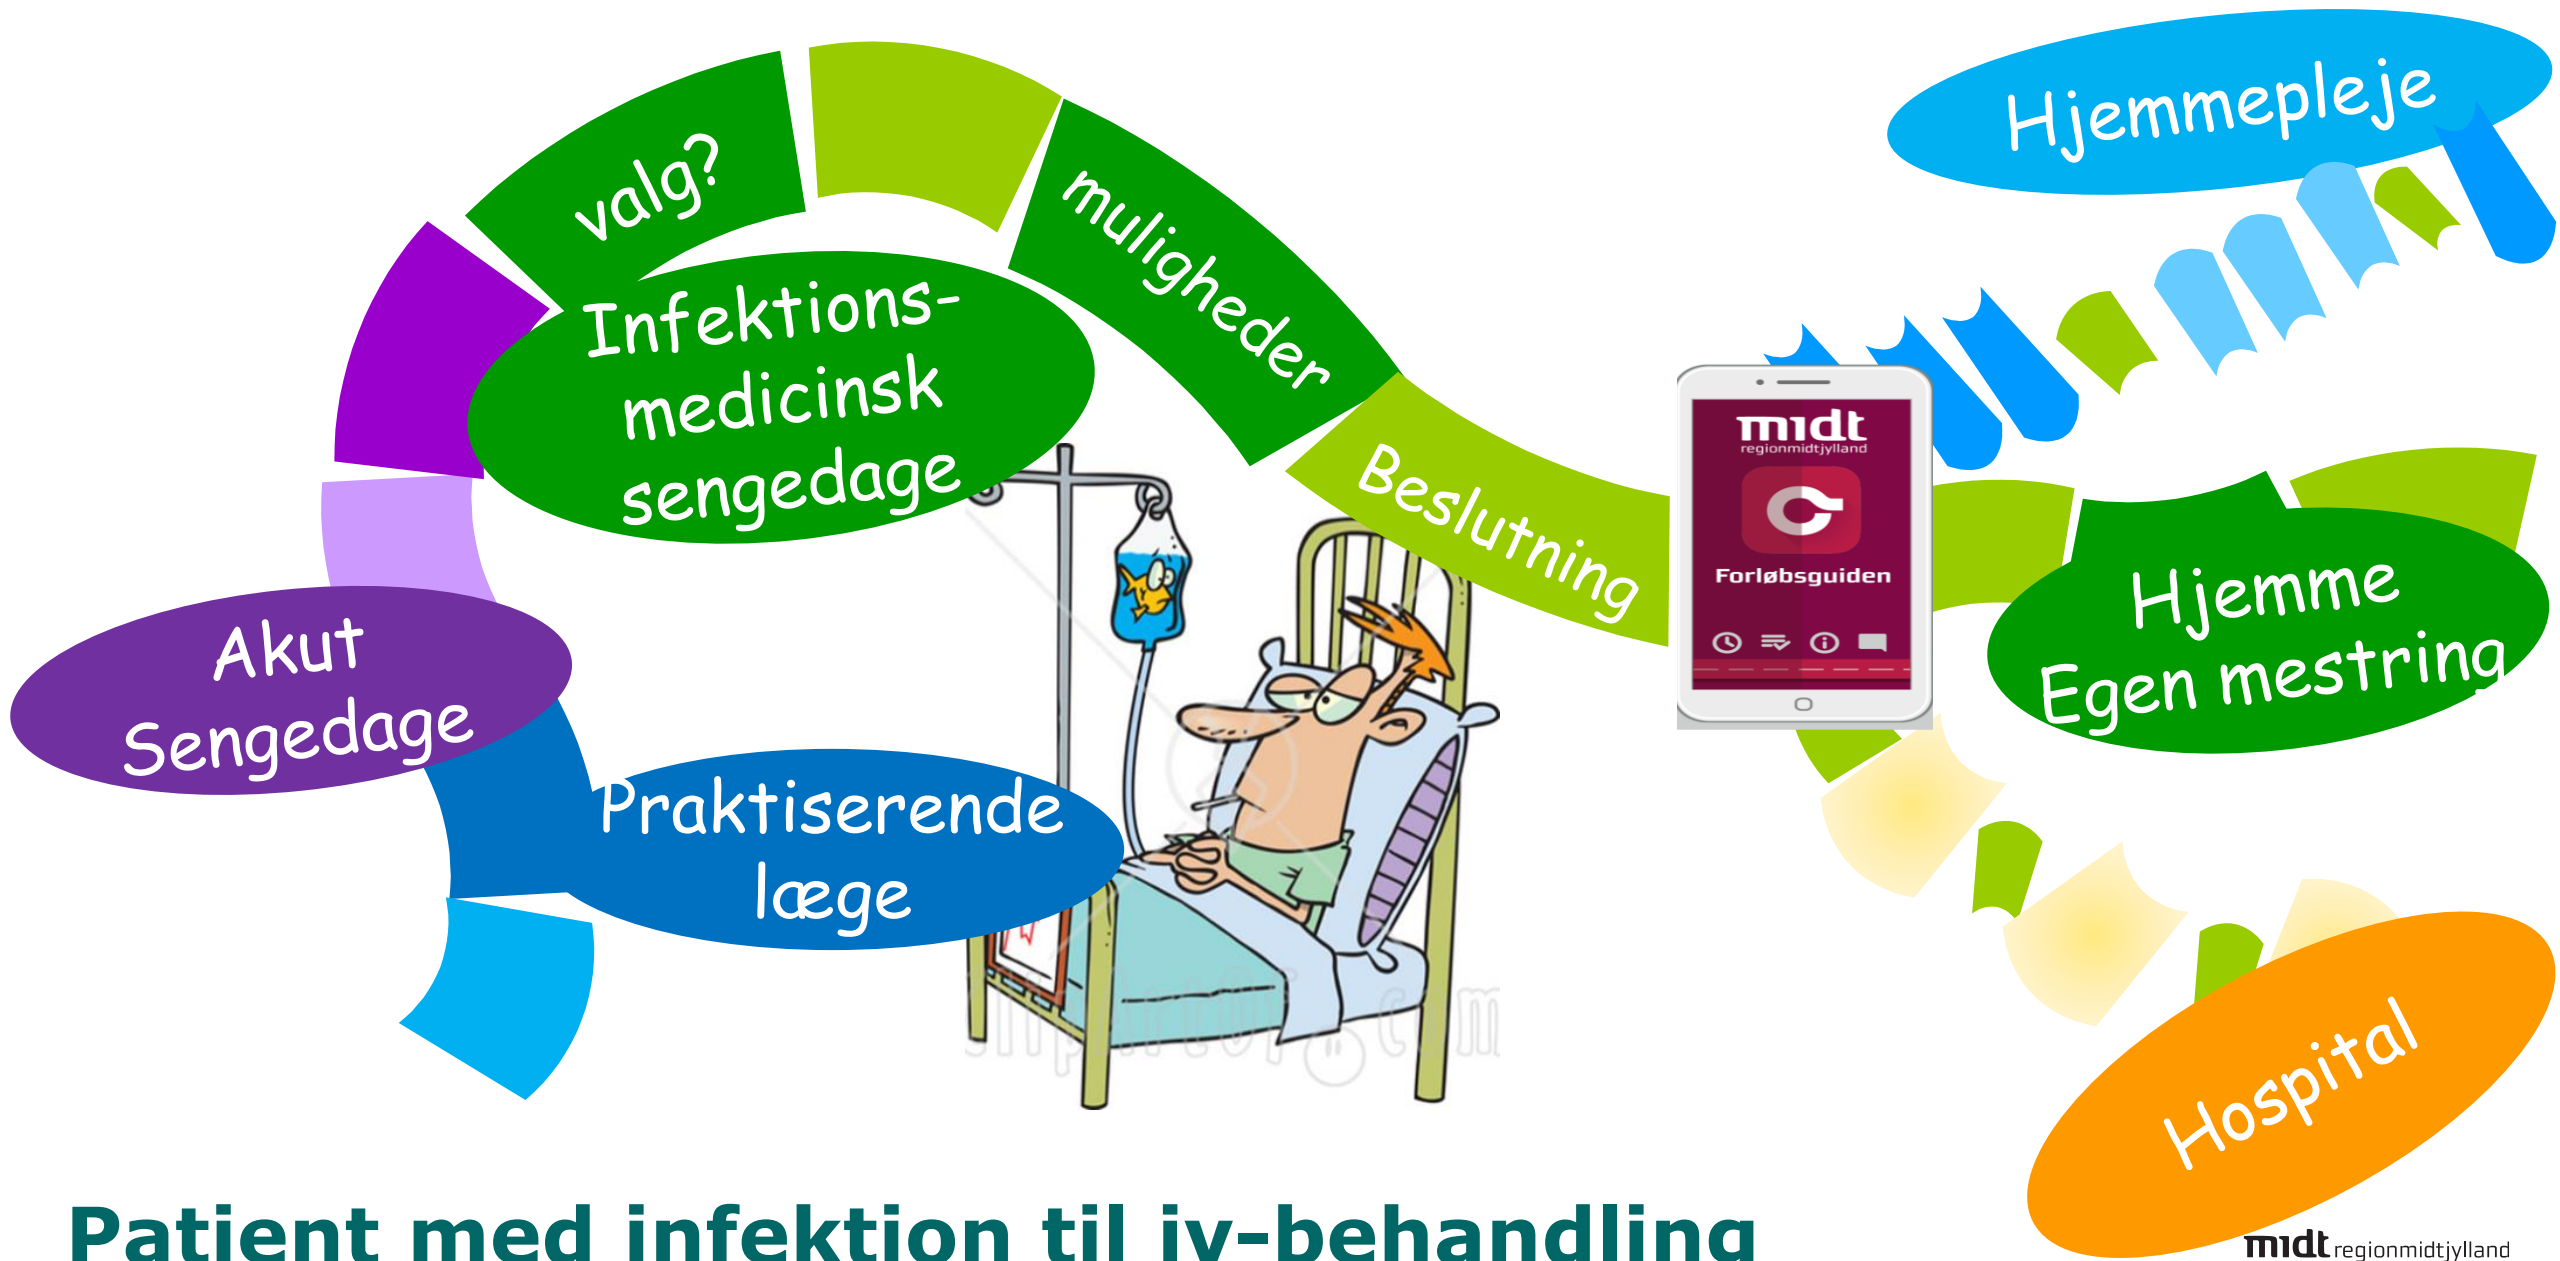 Hjemmepleje
valg?
muligheder
Infektions-
medicinsk
sengedage
midt
regionmidtjylland
Forløbsguiden
Beslutning
Hjemme
Egen mestring
Akut
Sengedage
Praktiserende
læge
Hospital
Patient med infektion til iv-behandling
midt regionmidtjylland